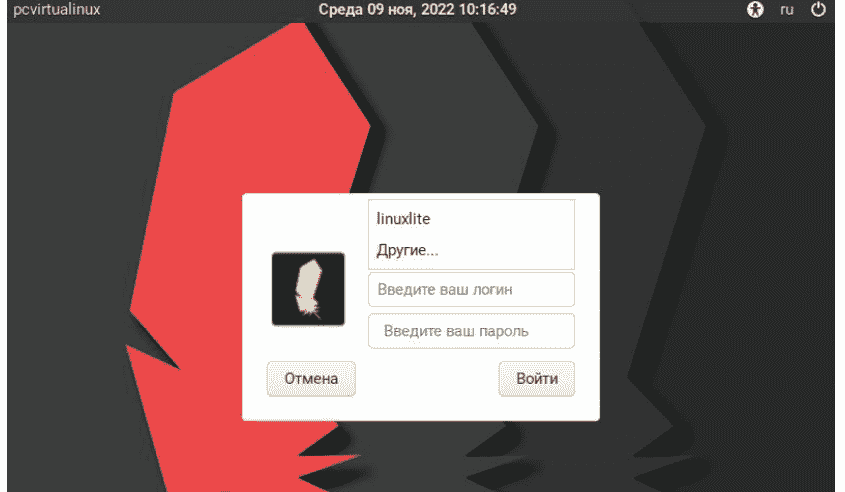 pcvirtualinux Среда 09 ноя, 2022 10:16:49 ru
linuxlite
Другие...
Введите ваш логин
Введите ваш пароль
Отмена Войти